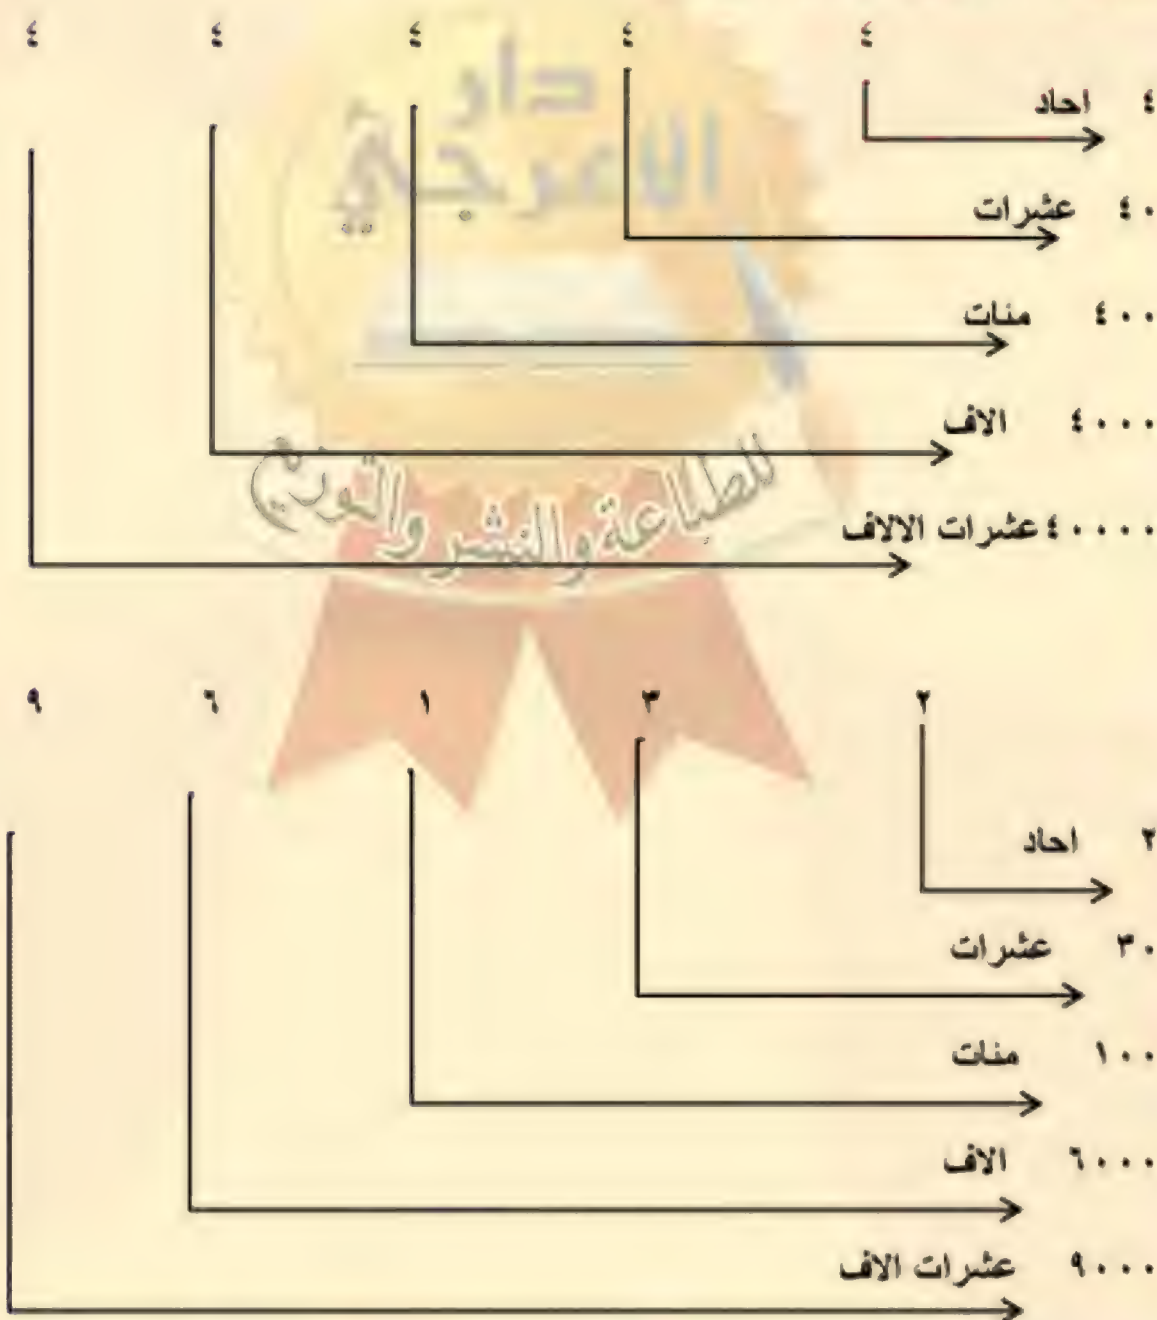 ٤ ٤ ٤ ٤ ٤
دار
الاعرجي
٤ احاد
٤٠ عشرات
٤٠٠ مئات
٤٠٠٠ الاف
للطباعة والنشر والتوزيع
٤٠٠٠٠ عشرات الالاف
٩ ٦ ١ ٣ ٢
٢ احاد
٣٠ عشرات
١٠٠ مئات
٦٠٠٠ الاف
٩٠٠٠ عشرات الاف